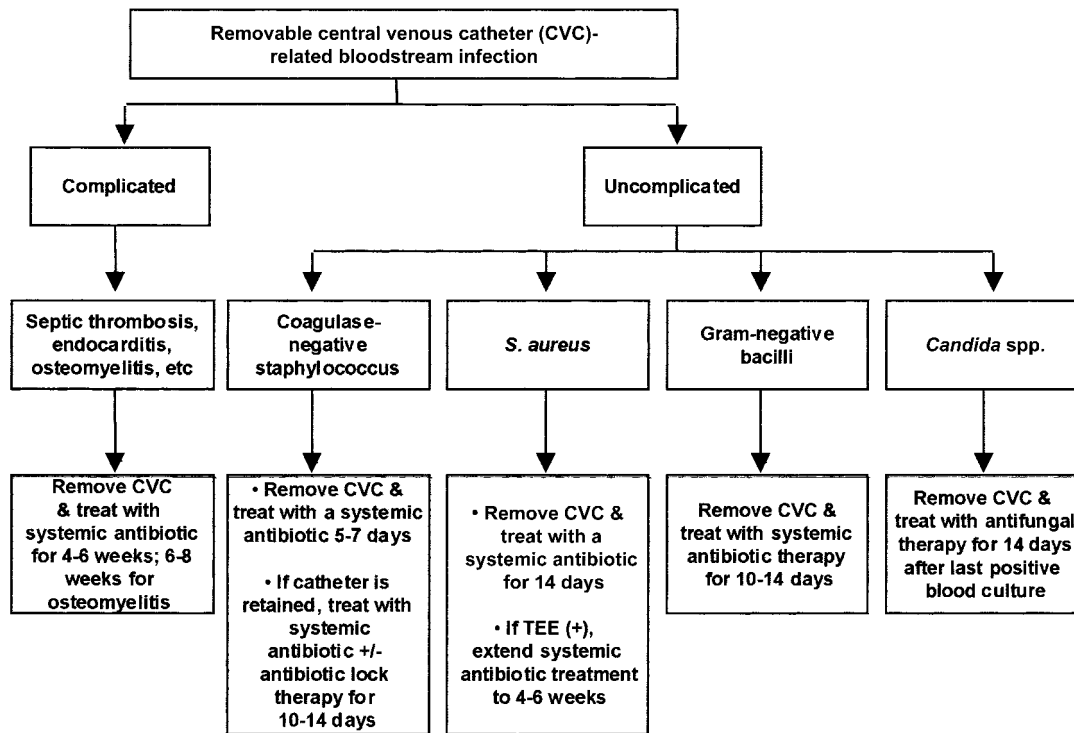 Removable central venous catheter (CVC)-
related bloodstream infection
Complicated
Uncomplicated
Septic thrombosis,
endocarditis,
osteomyelitis, etc
Coagulase-
negative
staphylococcus
S. aureus
Gram-negative
bacilli
Candida spp.
Remove CVC
& treat with
systemic antibiotic
for 4-6 weeks; 6-8
weeks for
osteomyelitis
• Remove CVC &
treat with a systemic
antibiotic 5-7 days
• If catheter is
retained, treat with
systemic
antibiotic +/-
antibiotic lock
therapy for
10-14 days
• Remove CVC &
treat with a
systemic antibiotic
for 14 days
• If TEE (+),
extend systemic
antibiotic treatment
to 4-6 weeks
Remove CVC
& treat with systemic
antibiotic therapy
for 10-14 days
Remove CVC &
treat with antifungal
therapy for 14 days
after last positive
blood culture